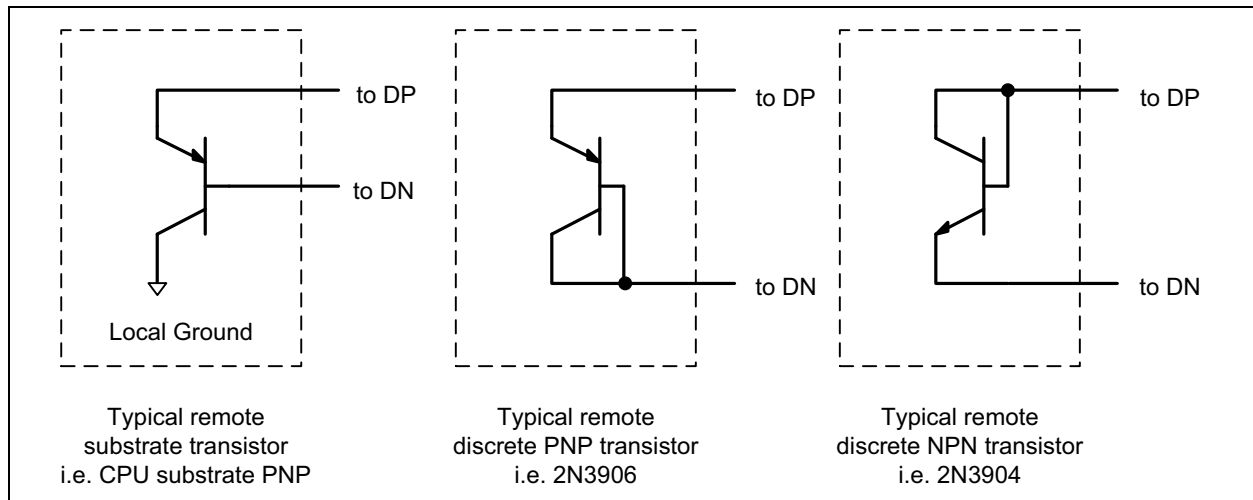 to DP
to DN
Local Ground
Typical remote
substrate transistor
i.e. CPU substrate PNP
to DP
to DN
Typical remote
discrete PNP transistor
i.e. 2N3906
to DP
to DN
Typical remote
discrete NPN transistor
i.e. 2N3904